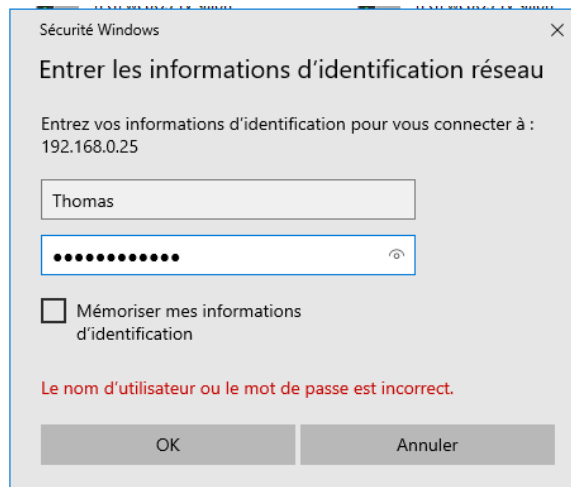 Sécurité Windows
Entrer les informations d’identification réseau
Entrez vos informations d’identification pour vous connecter à :
192.168.0.25
Thomas
Mémoriser mes informations
d’identification
Le nom d’utilisateur ou le mot de passe est incorrect.
OK
Annuler